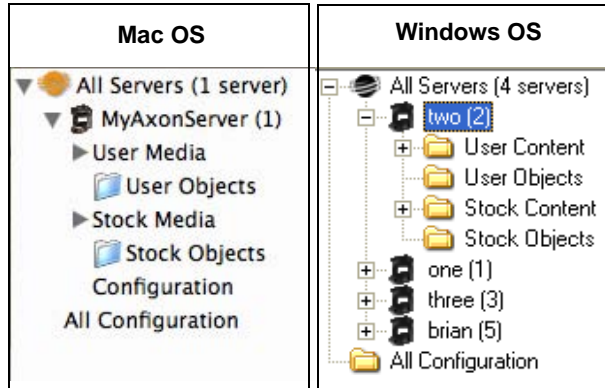 Mac OS
All Servers (1 server)
MyAxonServer (1)
User Media
User Objects
Stock Media
Stock Objects
Configuration
All Configuration
Windows OS
All Servers (4 servers)
two (2)
User Content
User Objects
Stock Content
Stock Objects
one (1)
three (3)
brian (5)
All Configuration